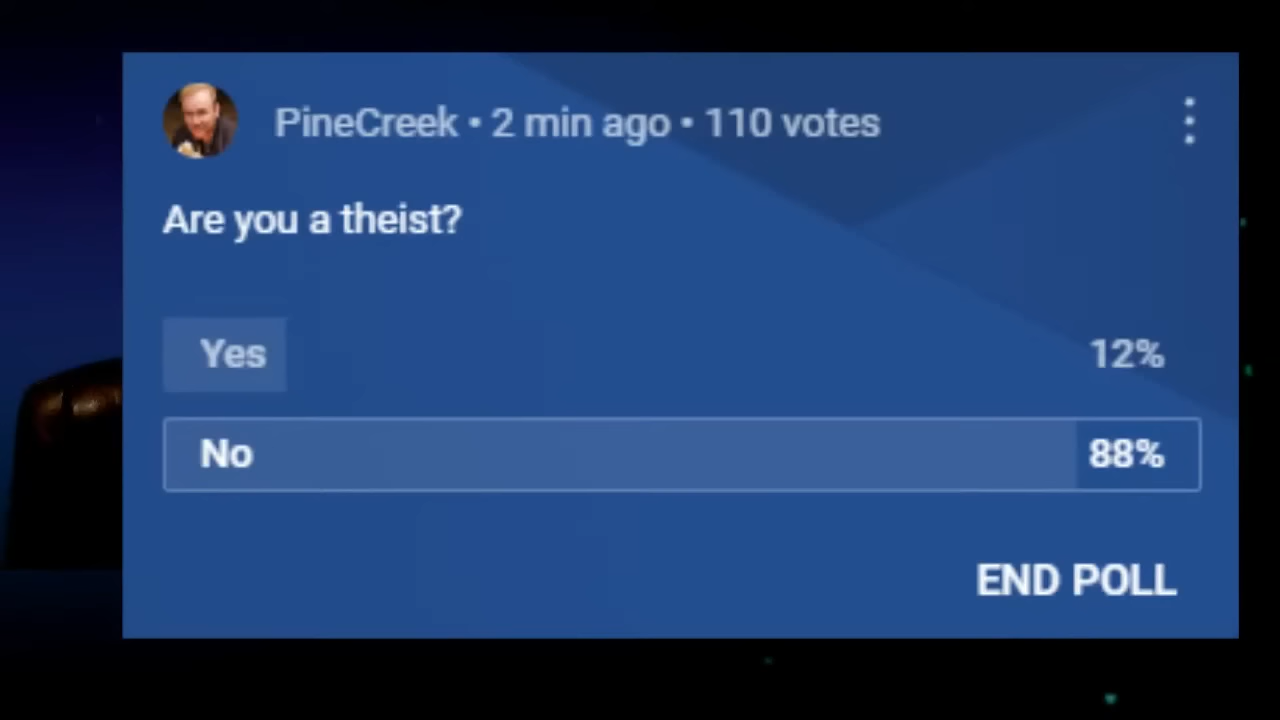 PineCreek • 2 min ago • 110 votes
Are you a theist?
Yes 12%
No 88%
END POLL